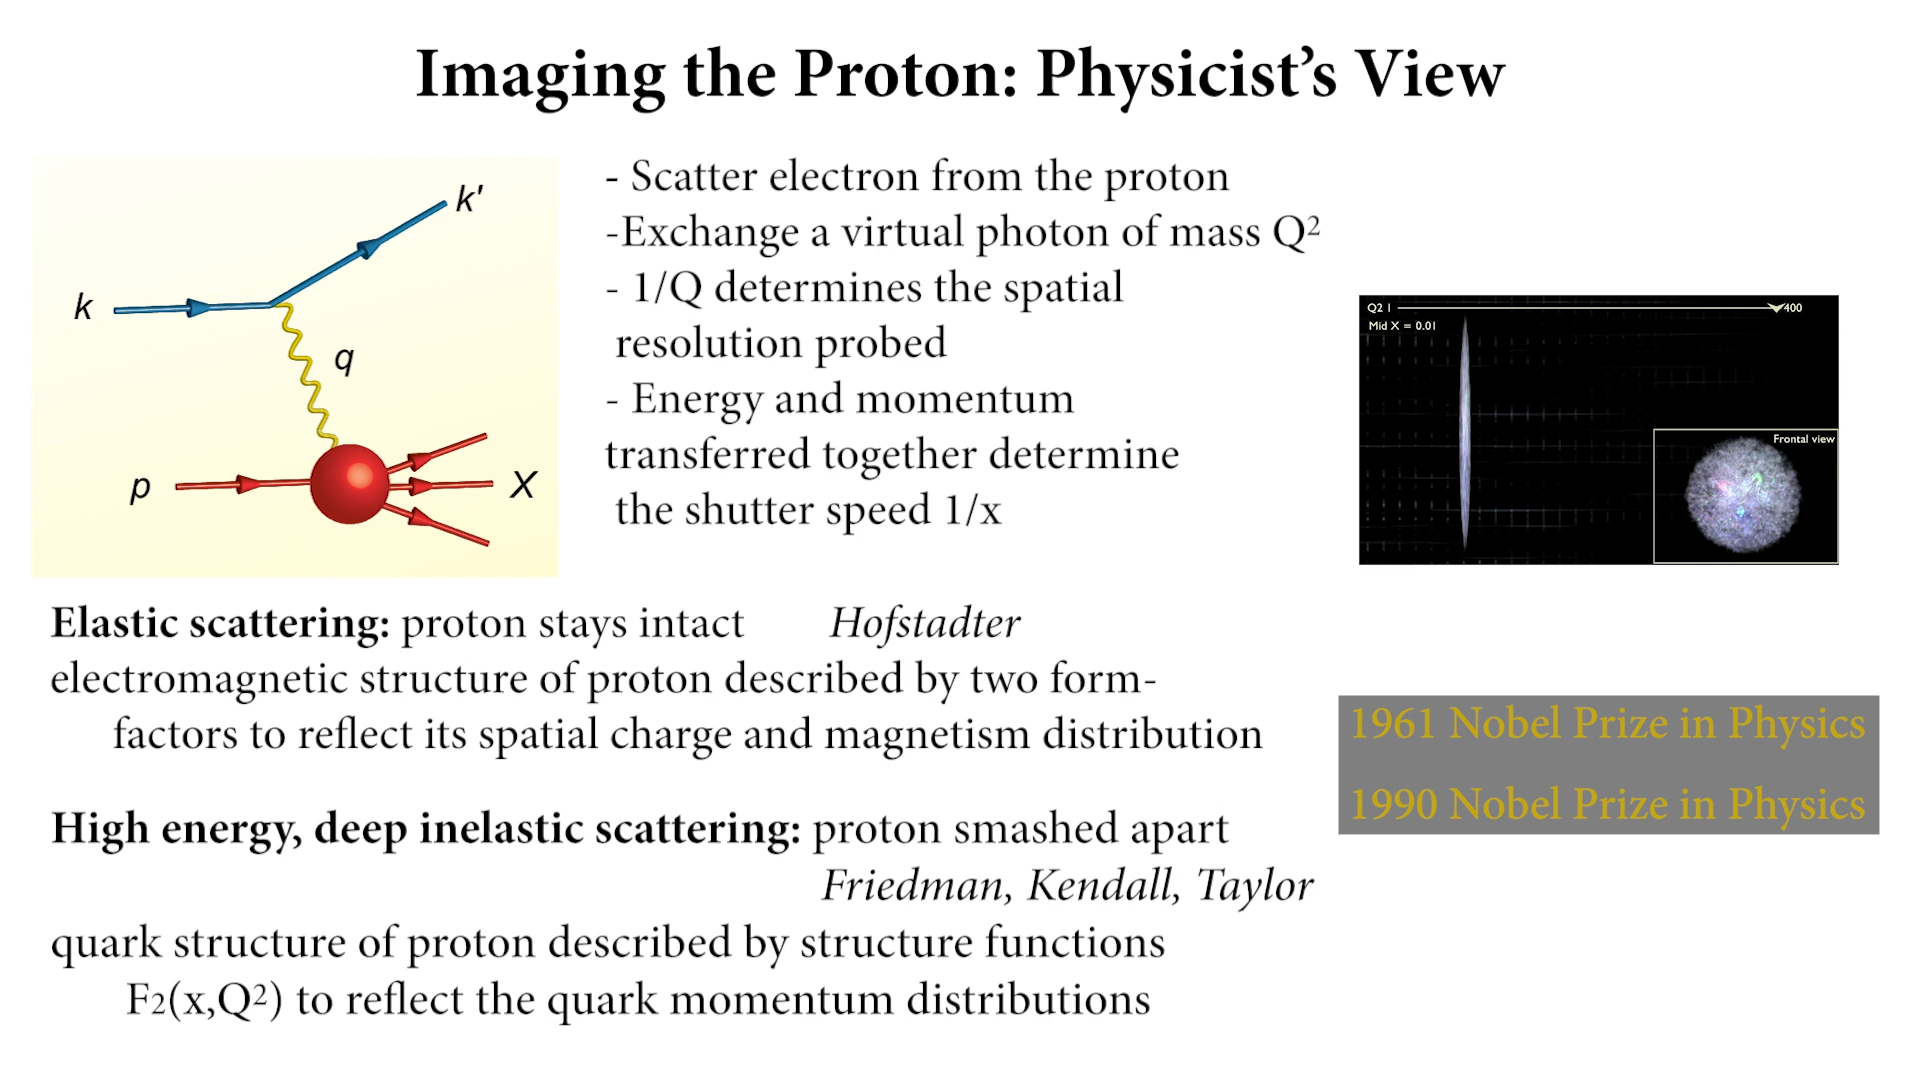 Imaging the Proton: Physicist’s View
k'
k
q
p
X
- Scatter electron from the proton
-Exchange a virtual photon of mass Q²
- 1/Q determines the spatial
resolution probed
- Energy and momentum
transferred together determine
the shutter speed 1/x
Q2 1
400
Mid X = 0.01
Frontal view
Elastic scattering: proton stays intact Hofstadter
electromagnetic structure of proton described by two form-
factors to reflect its spatial charge and magnetism distribution
1961 Nobel Prize in Physics
1990 Nobel Prize in Physics
High energy, deep inelastic scattering: proton smashed apart
Friedman, Kendall, Taylor
quark structure of proton described by structure functions
F₂(x,Q²) to reflect the quark momentum distributions